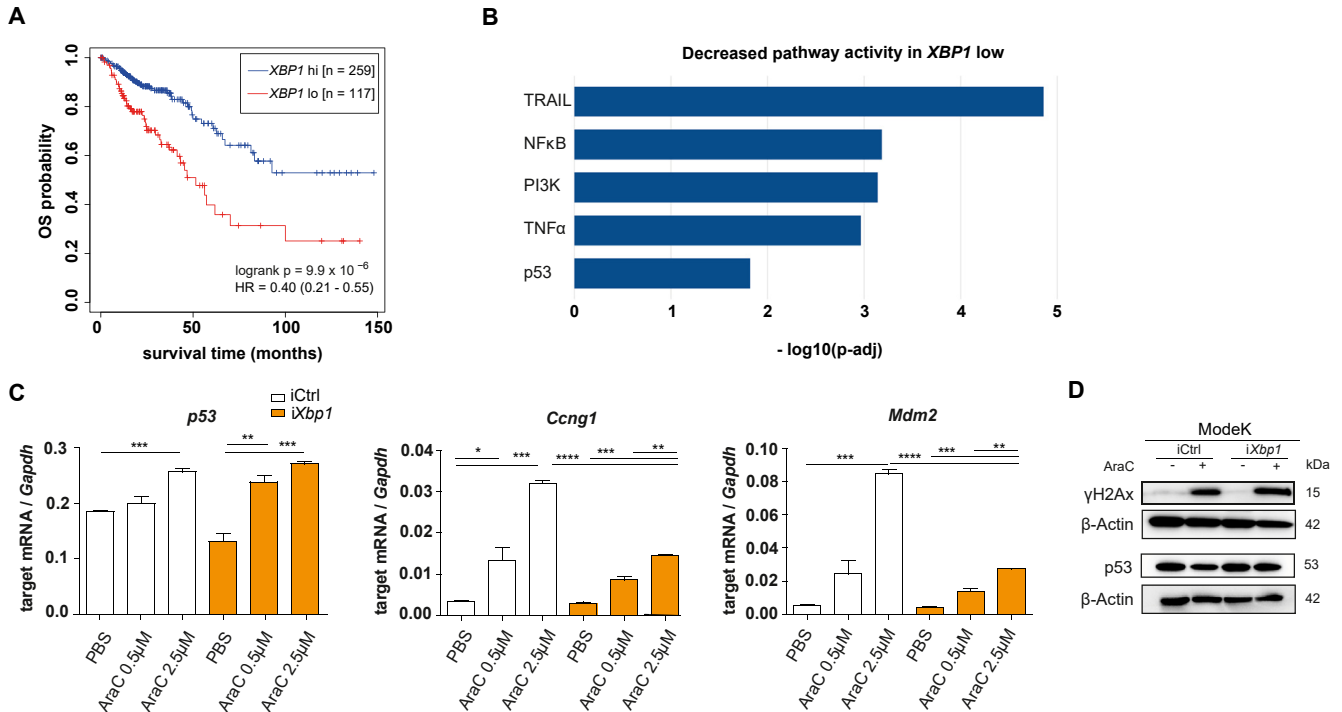 A
OS probability
1.0
0.8
0.6
0.4
0.2
0.0
XBP1 hi [n = 259]
XBP1 lo [n = 117]
logrank p = 9.9 x 10 –6
HR = 0.40 (0.21 - 0.55)
0 50 100 150
survival time (months)
B
Decreased pathway activity in XBP1 low
TRAIL
NFκB
PI3K
TNFα
p53
0 1 2 3 4 5
- log10(p-adj)
C
iCtrl
iXbp1
p53
target mRNA / Gapdh
0.3
0.2
0.1
0.0
*** ** ***
PBS
AraC 0.5µM
AraC 2.5µM
PBS
AraC 0.5µM
AraC 2.5µM
Ccng1
target mRNA / Gapdh
0.04
0.03
0.02
0.01
0.00
* *** **** *** **
PBS
AraC 0.5µM
AraC 2.5µM
PBS
AraC 0.5µM
AraC 2.5µM
Mdm2
target mRNA / Gapdh
0.10
0.08
0.06
0.04
0.02
0.00
*** **** *** **
PBS
AraC 0.5µM
AraC 2.5µM
PBS
AraC 0.5µM
AraC 2.5µM
D
ModeK
iCtrl iXbp1
AraC - + - + kDa
γH2Ax 15
β-Actin 42
p53 53
β-Actin 42